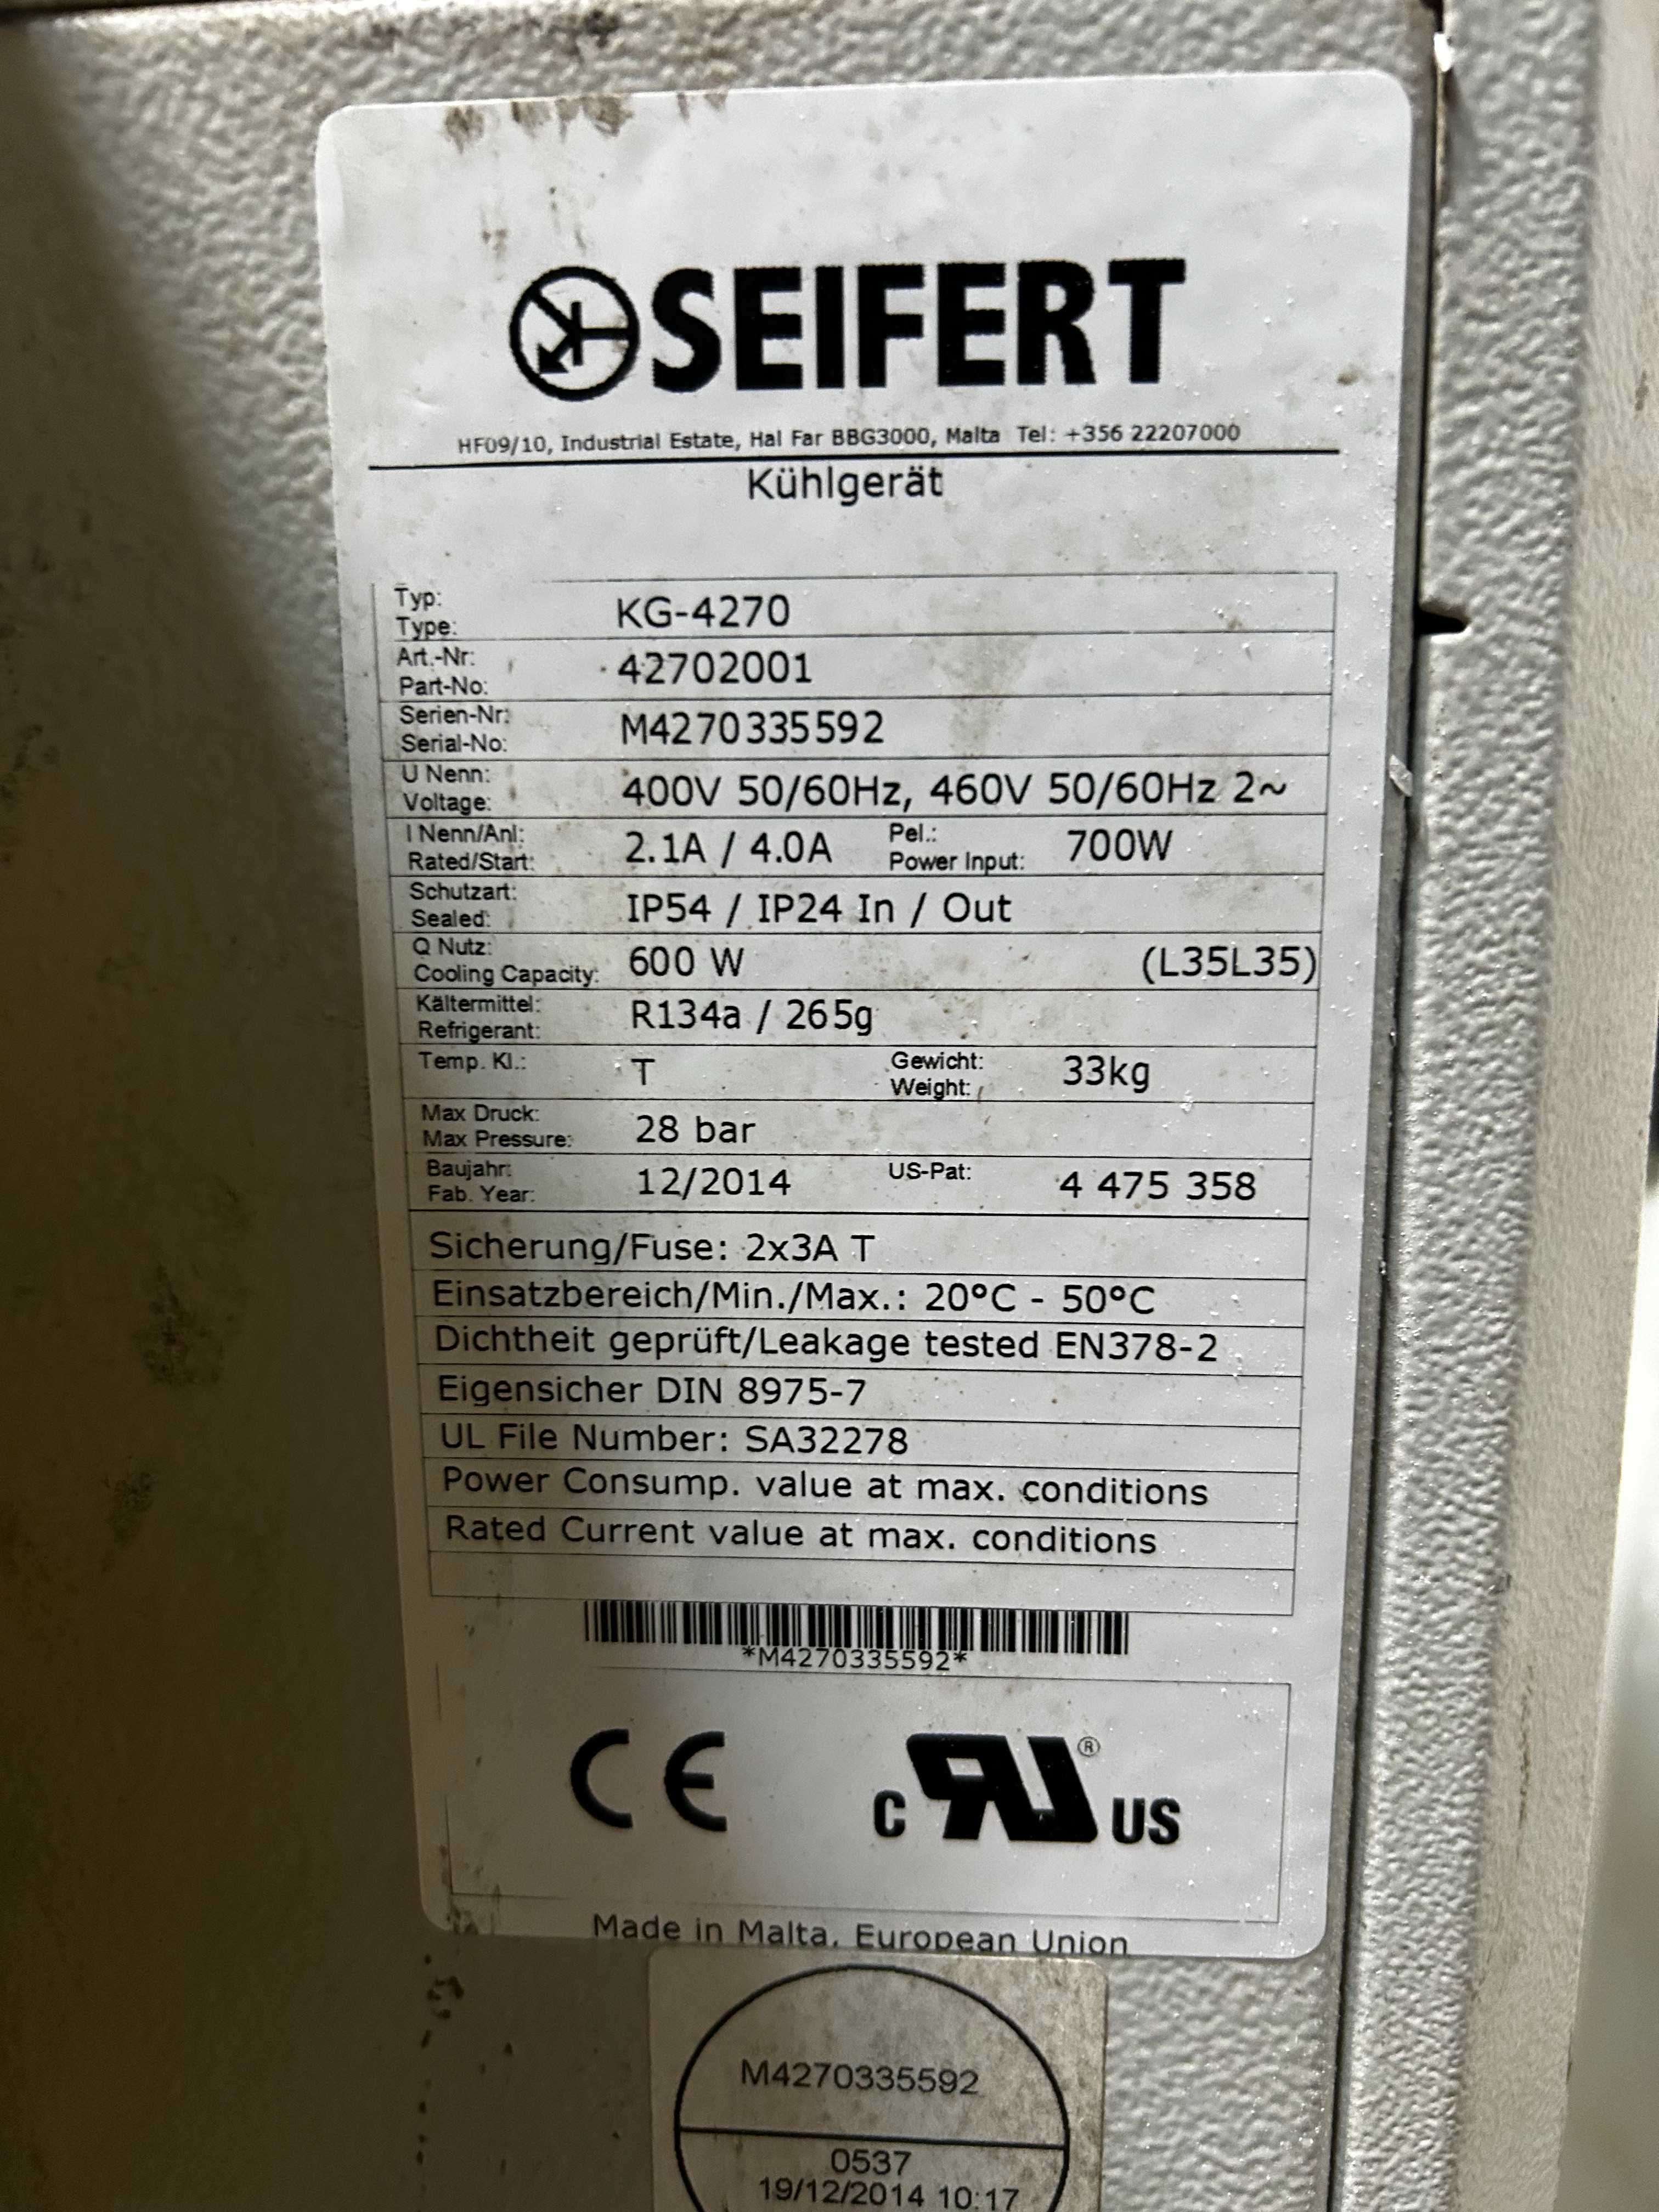 SEIFERT
HF09/10, Industrial Estate, Hal Far BBG3000, Malta Tel: +356 22207000
Kühlgerät
Typ:
Type:
KG-4270
Art.-Nr:
Part-No:
42702001
Serien-Nr:
Serial-No:
M4270335592
U Nenn:
Voltage:
400V 50/60Hz, 460V 50/60Hz 2~
I Nenn/Anl:
Rated/Start:
2.1A / 4.0A
Pel.:
Power Input:
700W
Schutzart:
Sealed:
IP54 / IP24 In / Out
Q Nutz:
Cooling Capacity:
600 W (L35L35)
Kältermittel:
Refrigerant:
R134a / 265g
Temp. Kl.:
T
Gewicht:
Weight:
33kg
Max Druck:
Max Pressure:
28 bar
Baujahr:
Fab. Year:
12/2014
US-Pat:
4 475 358
Sicherung/Fuse: 2x3A T
Einsatzbereich/Min./Max.: 20°C - 50°C
Dichtheit geprüft/Leakage tested EN378-2
Eigensicher DIN 8975-7
UL File Number: SA32278
Power Consump. value at max. conditions
Rated Current value at max. conditions
*M4270335592*
CE
c RU ® US
Made in Malta, European Union
M4270335592
0537
19/12/2014 10:17